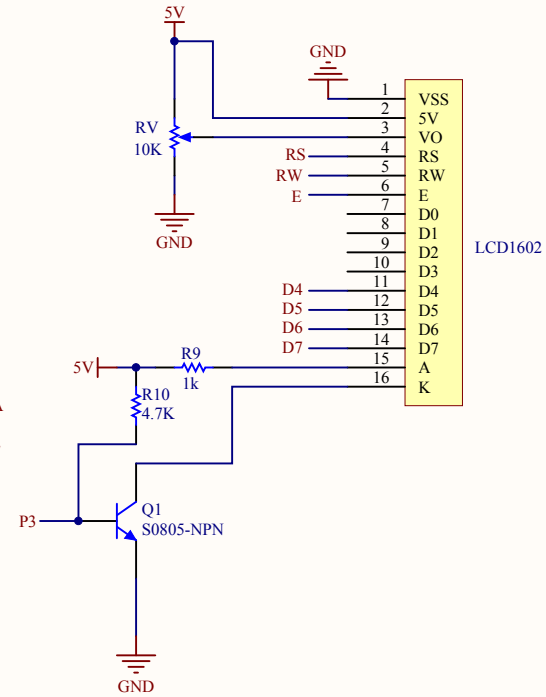 5V
GND
RV
10K
GND
1 VSS
2 5V
3 VO
RS 4 RS
RW 5 RW
E 6 E
7 D0
8 D1
9 D2
10 D3
D4 11 D4
D5 12 D5
D6 13 D6
D7 14 D7
15 A
16 K
LCD1602
5V
R9
1k
R10
4.7K
P3
Q1
S0805-NPN
GND